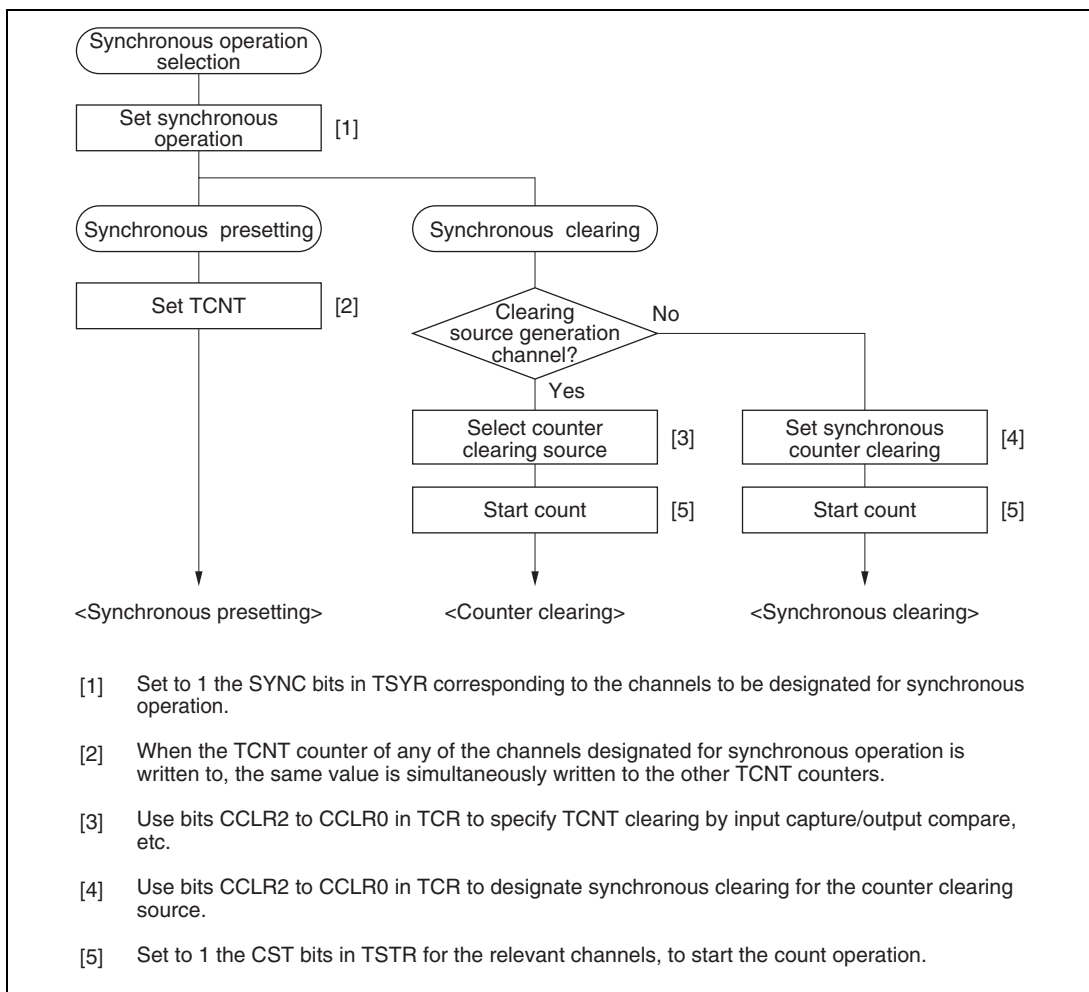 Synchronous operation
selection
Set synchronous
operation
[1]
Synchronous presetting
Synchronous clearing
Set TCNT
[2]
Clearing
source generation
channel?
No
Yes
Select counter
clearing source
[3]
Set synchronous
counter clearing
[4]
Start count
[5]
Start count
[5]
<Synchronous presetting>
<Counter clearing>
<Synchronous clearing>
[1] Set to 1 the SYNC bits in TSYR corresponding to the channels to be designated for synchronous
operation.
[2] When the TCNT counter of any of the channels designated for synchronous operation is
written to, the same value is simultaneously written to the other TCNT counters.
[3] Use bits CCLR2 to CCLR0 in TCR to specify TCNT clearing by input capture/output compare,
etc.
[4] Use bits CCLR2 to CCLR0 in TCR to designate synchronous clearing for the counter clearing
source.
[5] Set to 1 the CST bits in TSTR for the relevant channels, to start the count operation.